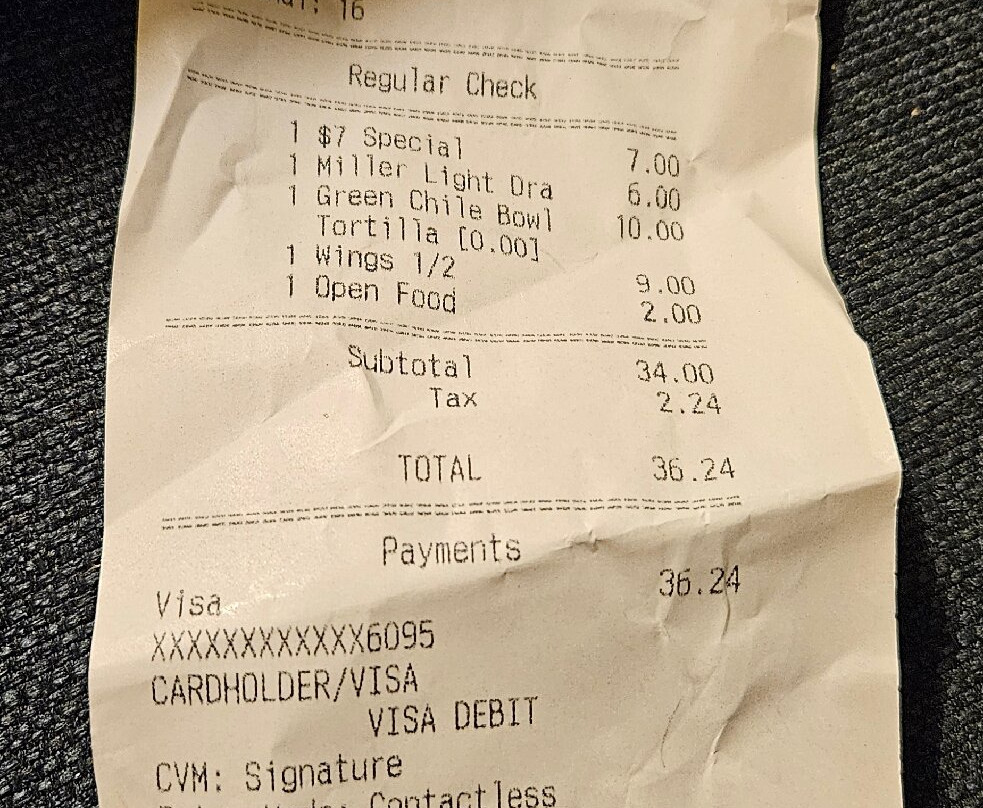 16
Regular Check
1 $7 Special 7.00
1 Miller Light Dra 6.00
1 Green Chile Bowl 10.00
Tortilla [0.00]
1 Wings 1/2 9.00
1 Open Food 2.00
Subtotal 34.00
Tax 2.24
TOTAL 36.24
Payments
Visa 36.24
XXXXXXXXXXXX6095
CARDHOLDER/VISA
VISA DEBIT
CVM: Signature
Contactless